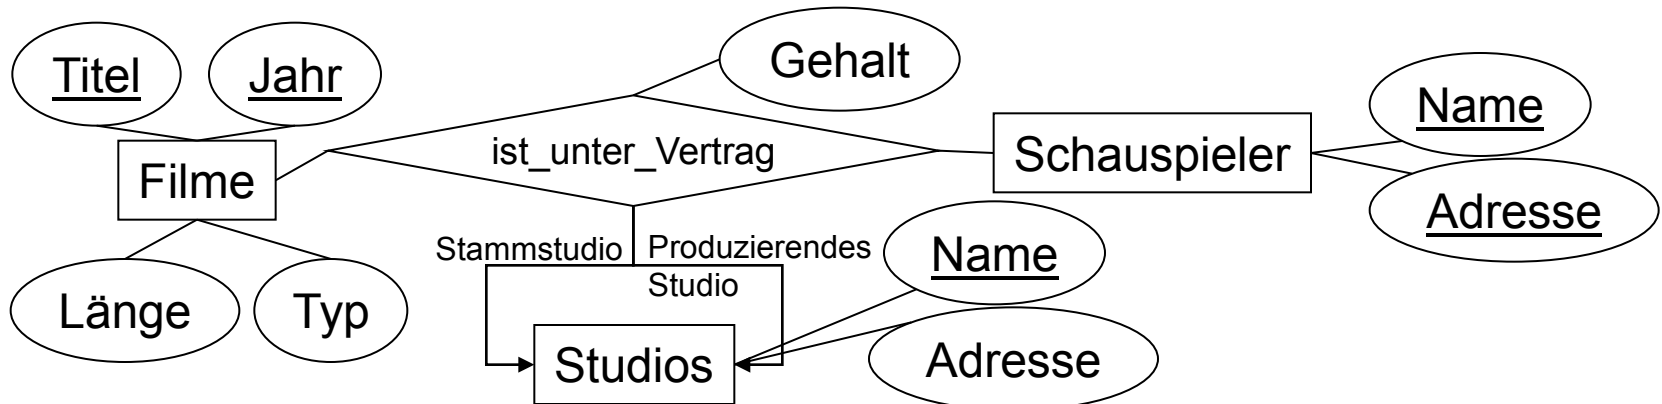 Titel
Jahr
Gehalt
Name
ist_unter_Vertrag
Schauspieler
Filme
Adresse
Stammstudio
Produzierendes
Studio
Name
Länge
Typ
Studios
Adresse